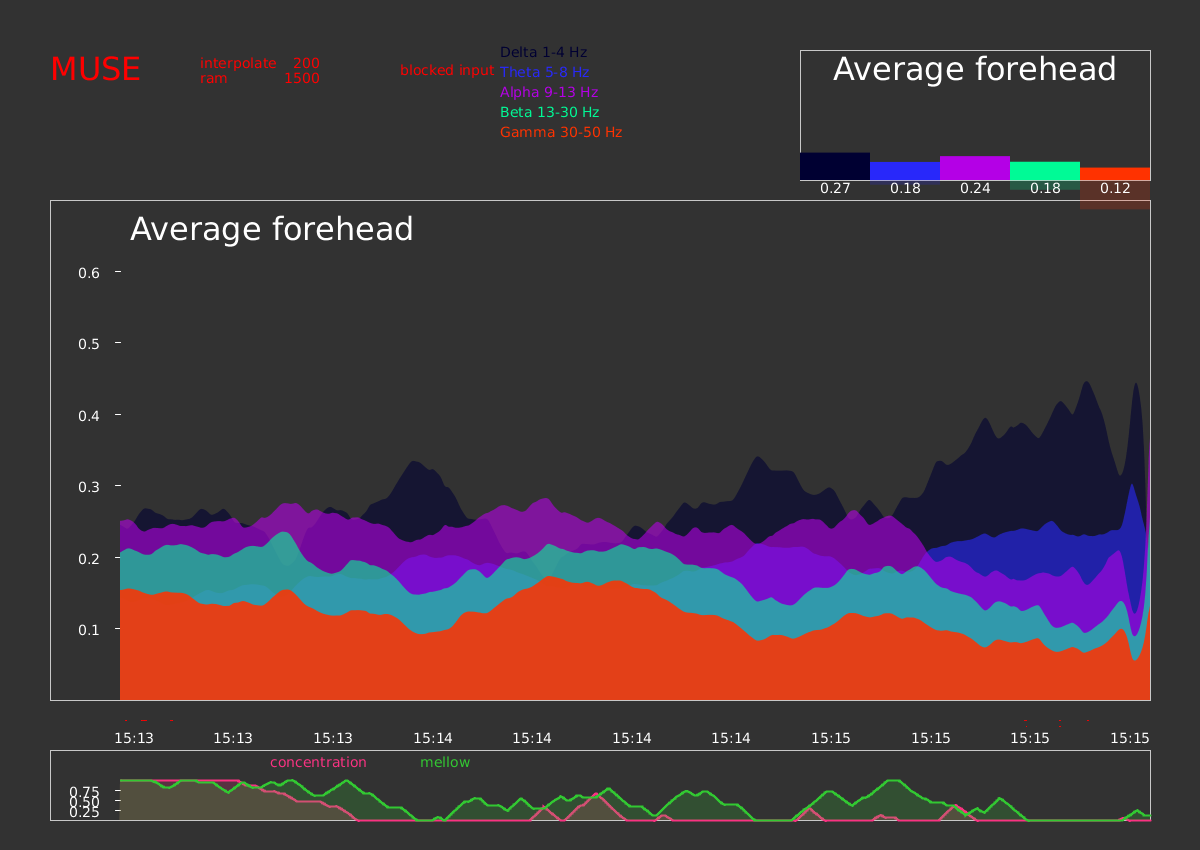 MUSE
interpolate 200
ram 1500
blocked input
Delta 1-4 Hz
Theta 5-8 Hz
Alpha 9-13 Hz
Beta 13-30 Hz
Gamma 30-50 Hz
Average forehead
0.27 0.18 0.24 0.18 0.12
Average forehead
0.6
0.5
0.4
0.3
0.2
0.1
15:13 15:13 15:13 15:14 15:14 15:14 15:14 15:15 15:15 15:15 15:15
concentration mellow
0.75
0.50
0.25